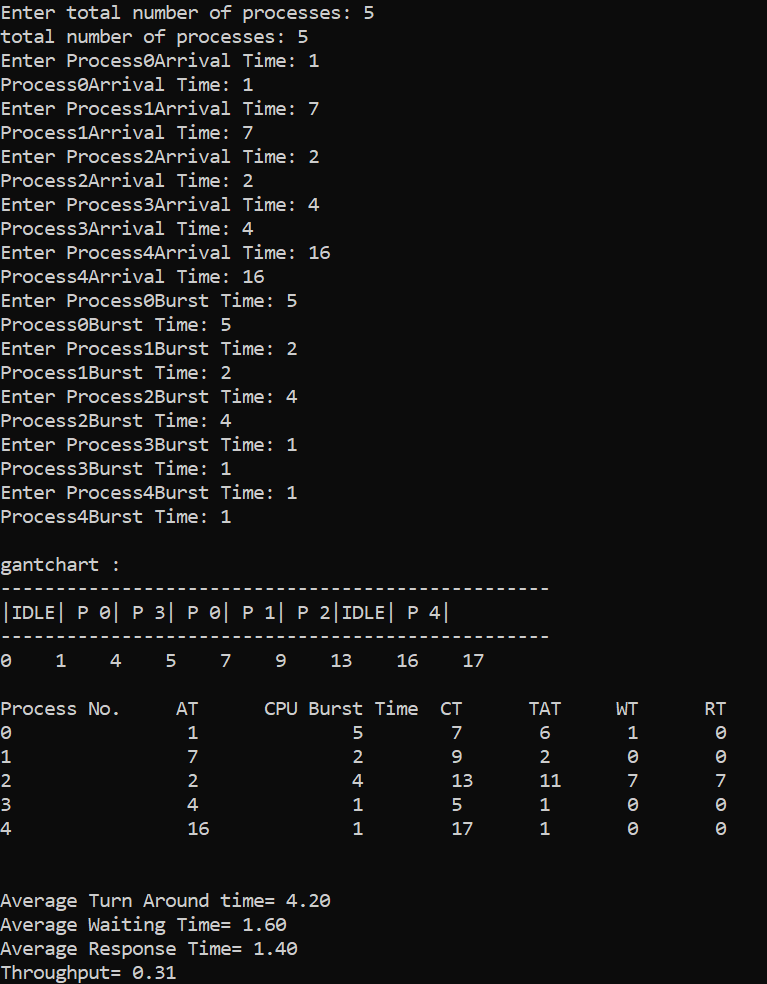 Enter total number of processes: 5
total number of processes: 5
Enter Process0Arrival Time: 1
Process0Arrival Time: 1
Enter Process1Arrival Time: 7
Process1Arrival Time: 7
Enter Process2Arrival Time: 2
Process2Arrival Time: 2
Enter Process3Arrival Time: 4
Process3Arrival Time: 4
Enter Process4Arrival Time: 16
Process4Arrival Time: 16
Enter Process0Burst Time: 5
Process0Burst Time: 5
Enter Process1Burst Time: 2
Process1Burst Time: 2
Enter Process2Burst Time: 4
Process2Burst Time: 4
Enter Process3Burst Time: 1
Process3Burst Time: 1
Enter Process4Burst Time: 1
Process4Burst Time: 1
gantchart :
--------------------------------------------------
|IDLE| P 0| P 3| P 0| P 1| P 2|IDLE| P 4|
--------------------------------------------------
0    1    4    5    7    9    13    16    17
Process No.     AT      CPU Burst Time  CT      TAT     WT      RT
0                1              5        7       6       1       0
1                7              2        9       2       0       0
2                2              4        13      11      7       7
3                4              1        5       1       0       0
4                16             1        17      1       0       0
Average Turn Around time= 4.20
Average Waiting Time= 1.60
Average Response Time= 1.40
Throughput= 0.31